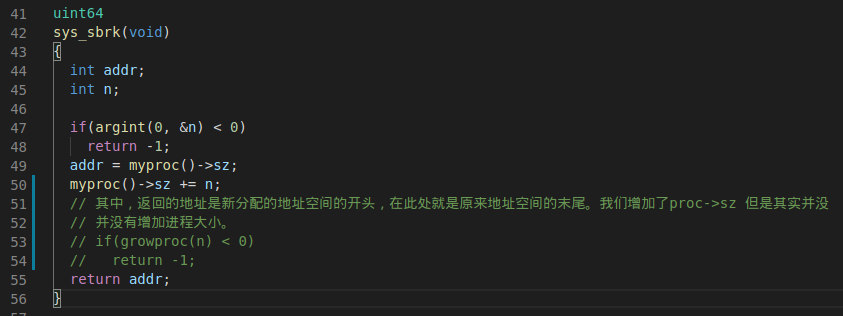 41 uint64
42 sys_sbrk(void)
43 {
44   int addr;
45   int n;
46
47   if(argint(0, &n) < 0)
48     return -1;
49   addr = myproc()->sz;
50   myproc()->sz += n;
51   // 其中，返回的地址是新分配的地址空间的开头，在此处就是原来地址空间的末尾。我们增加了proc->sz 但是其实并没
52   // 并没有增加进程大小。
53   // if(growproc(n) < 0)
54   //   return -1;
55   return addr;
56 }
57